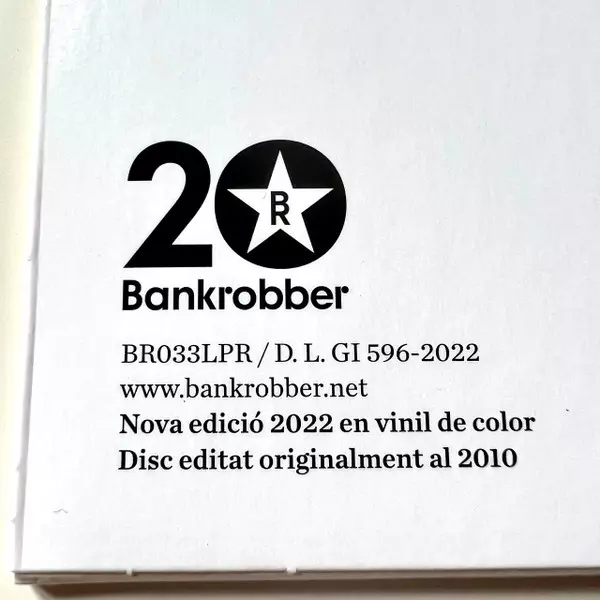 20
R
Bankrobber
BR033LPR / D. L. GI 596-2022
www.bankrobber.net
Nova edició 2022 en vinil de color
Disc editat originalment al 2010